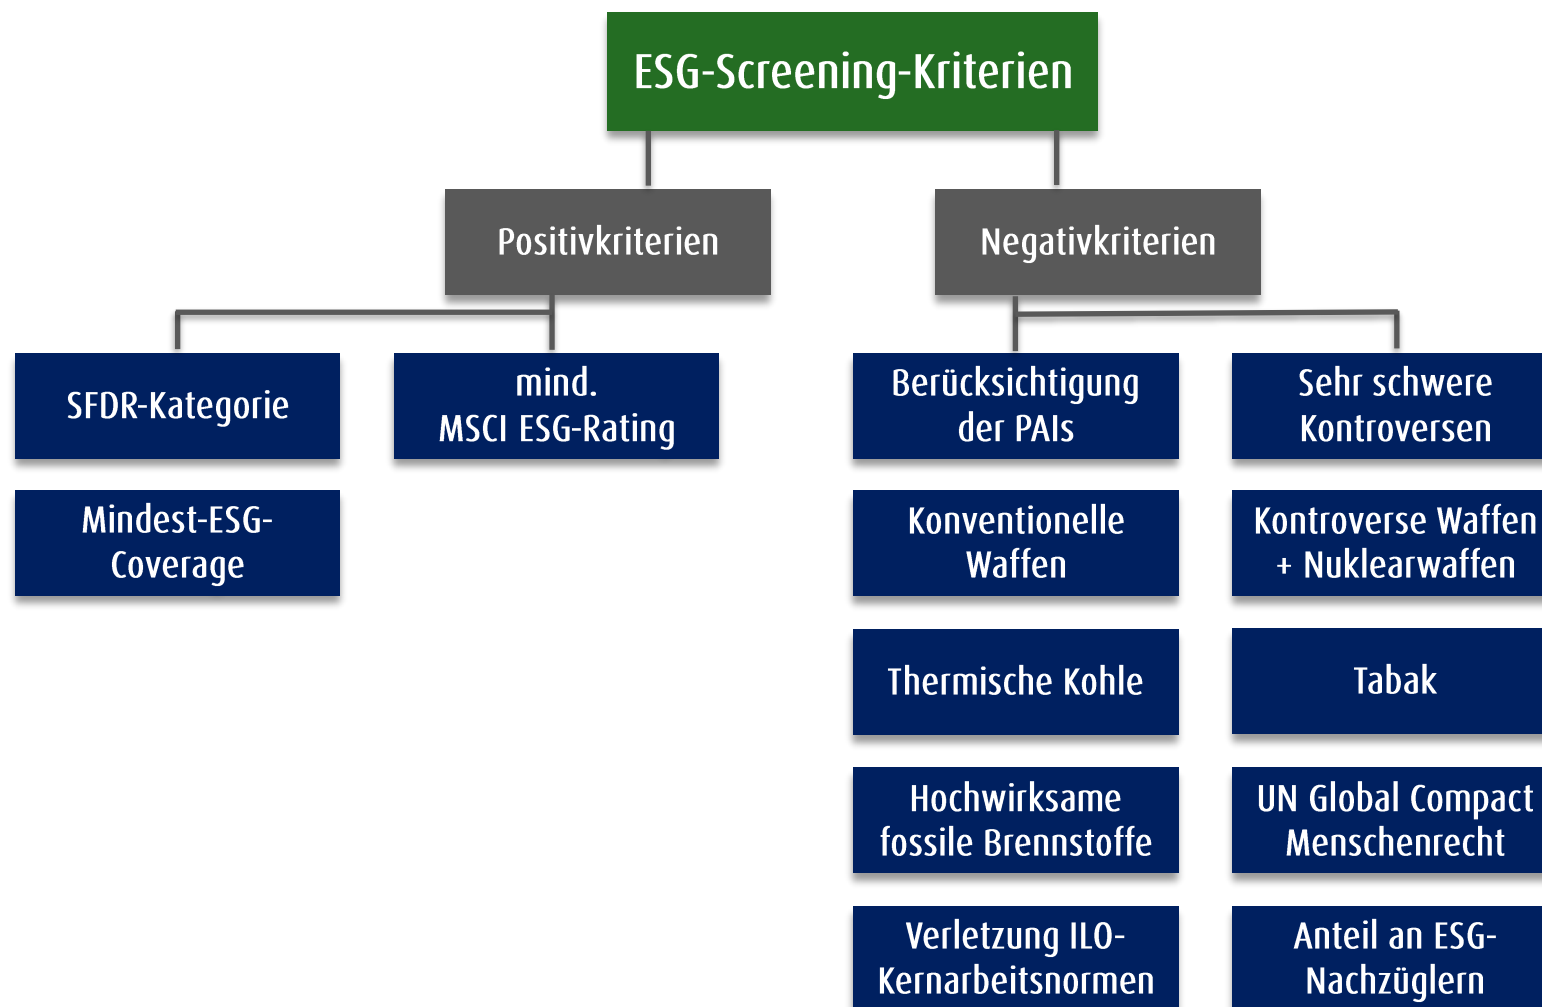 ESG-Screening-Kriterien
Positivkriterien
Negativkriterien
SFDR-Kategorie
mind.
MSCI ESG-Rating
Berücksichtigung
der PAIs
Sehr schwere
Kontroversen
Mindest-ESG-
Coverage
Konventionelle
Waffen
Kontroverse Waffen
+ Nuklearwaffen
Thermische Kohle
Tabak
Hochwirksame
fossile Brennstoffe
UN Global Compact
Menschenrecht
Verletzung ILO-
Kernarbeitsnormen
Anteil an ESG-
Nachzüglern